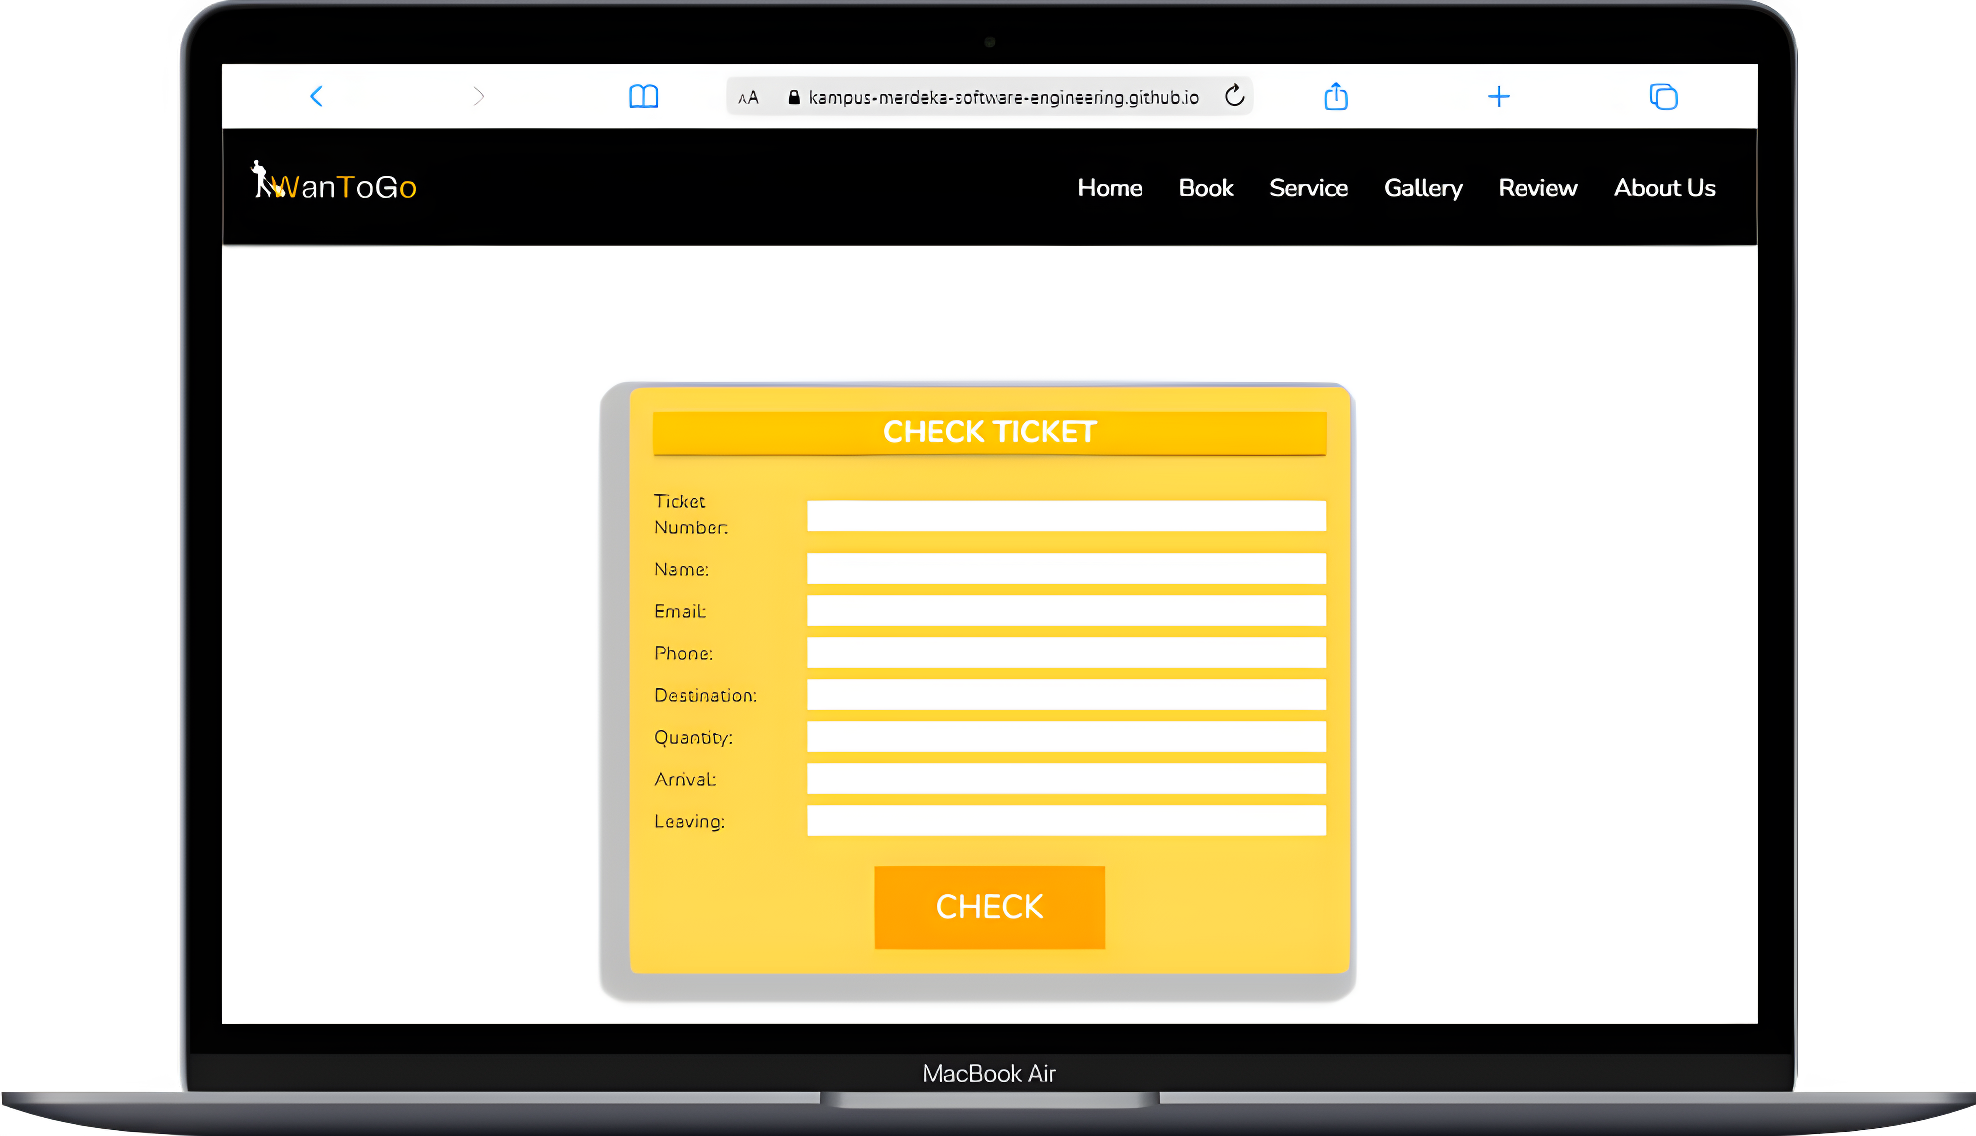 AA kampus-merdeka-software-engineering.github.io
WanToGo Home Book Service Gallery Review About Us
CHECK TICKET
Ticket
Number:
Name:
Email:
Phone:
Destination:
Quantity:
Arrival:
Leaving:
CHECK
MacBook Air